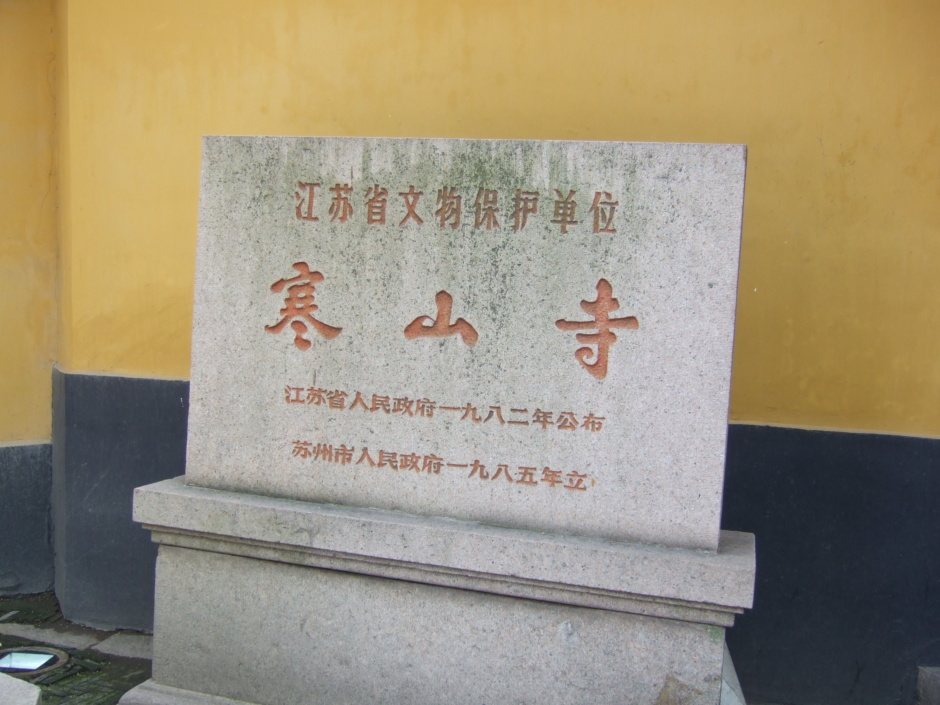 江苏省文物保护单位
寒山寺
江苏省人民政府一九八二年公布
苏州市人民政府一九八五年立